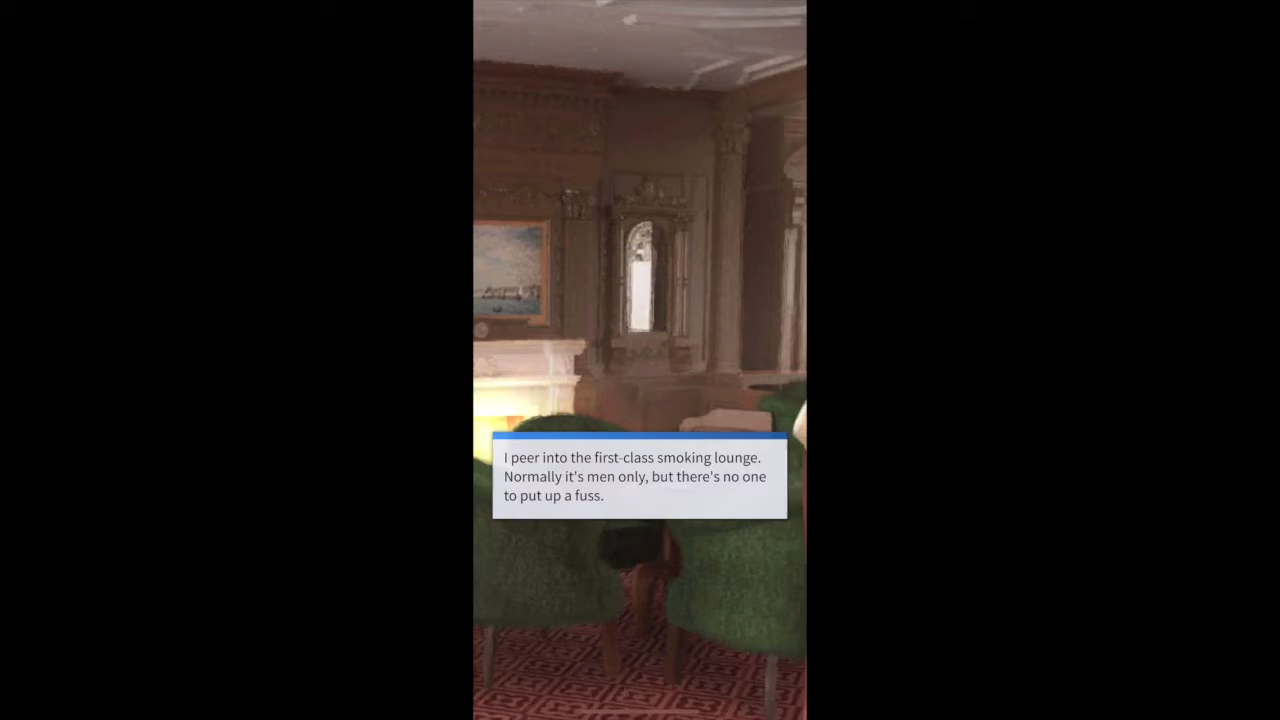 I peer into the first-class smoking lounge.
Normally it's men only, but there's no one
to put up a fuss.